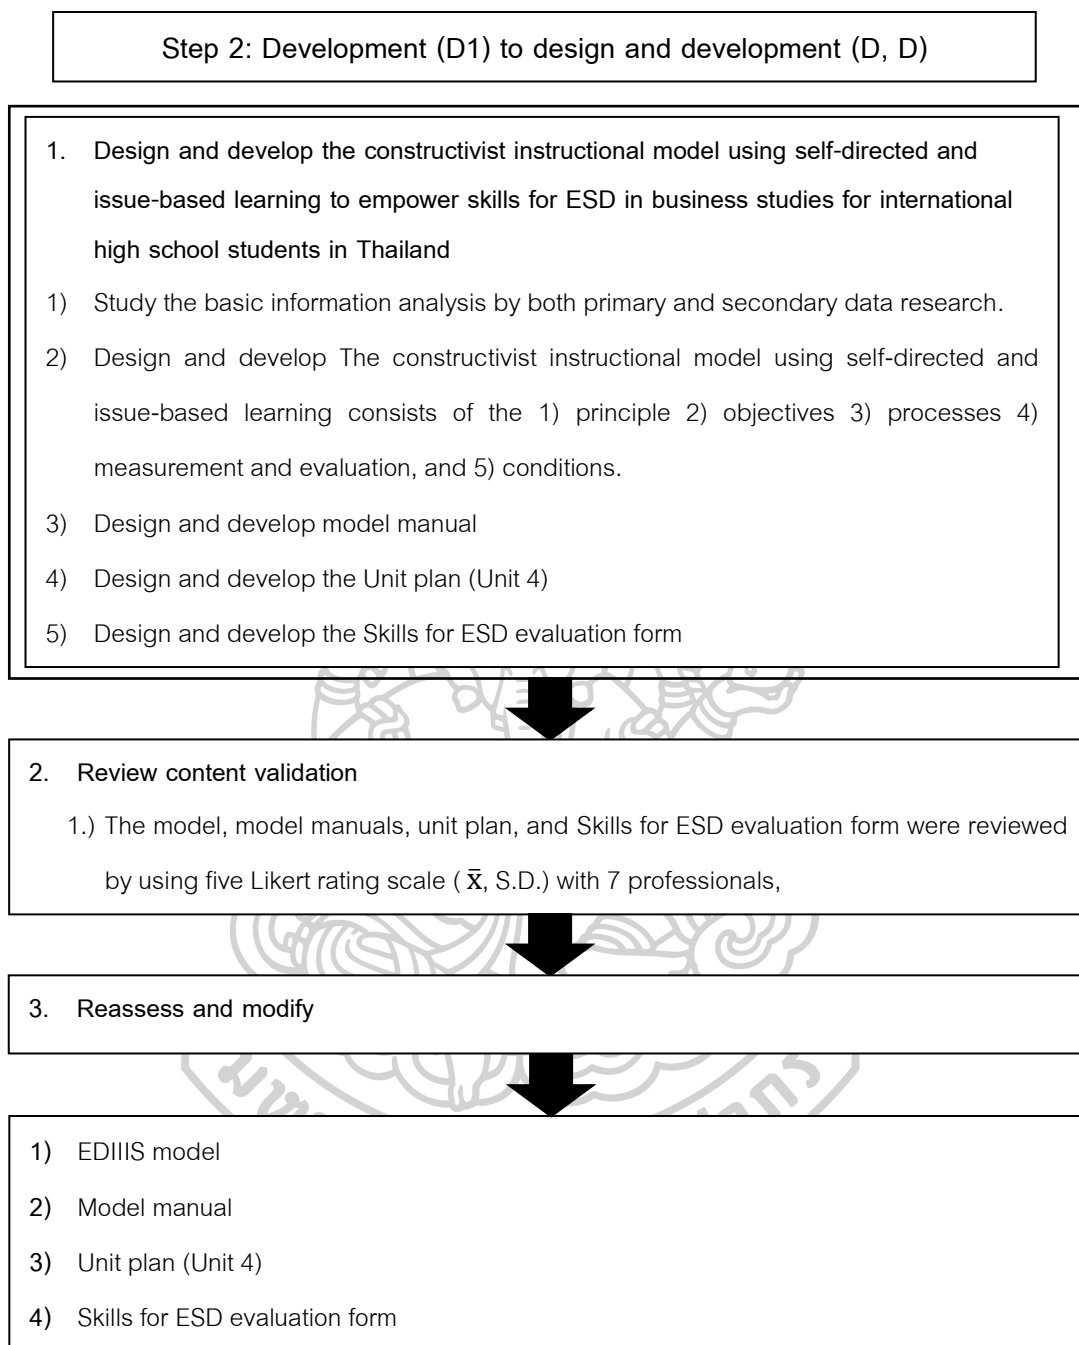 Step 2: Development (D1) to design and development (D, D)
1. Design and develop the constructivist instructional model using self-directed and
issue-based learning to empower skills for ESD in business studies for international
high school students in Thailand
1) Study the basic information analysis by both primary and secondary data research.
2) Design and develop The constructivist instructional model using self-directed and
issue-based learning consists of the 1) principle 2) objectives 3) processes 4)
measurement and evaluation, and 5) conditions.
3) Design and develop model manual
4) Design and develop the Unit plan (Unit 4)
5) Design and develop the Skills for ESD evaluation form
2. Review content validation
1.) The model, model manuals, unit plan, and Skills for ESD evaluation form were reviewed
by using five Likert rating scale ( x̄, S.D.) with 7 professionals,
3. Reassess and modify
1) EDIIIS model
2) Model manual
3) Unit plan (Unit 4)
4) Skills for ESD evaluation form